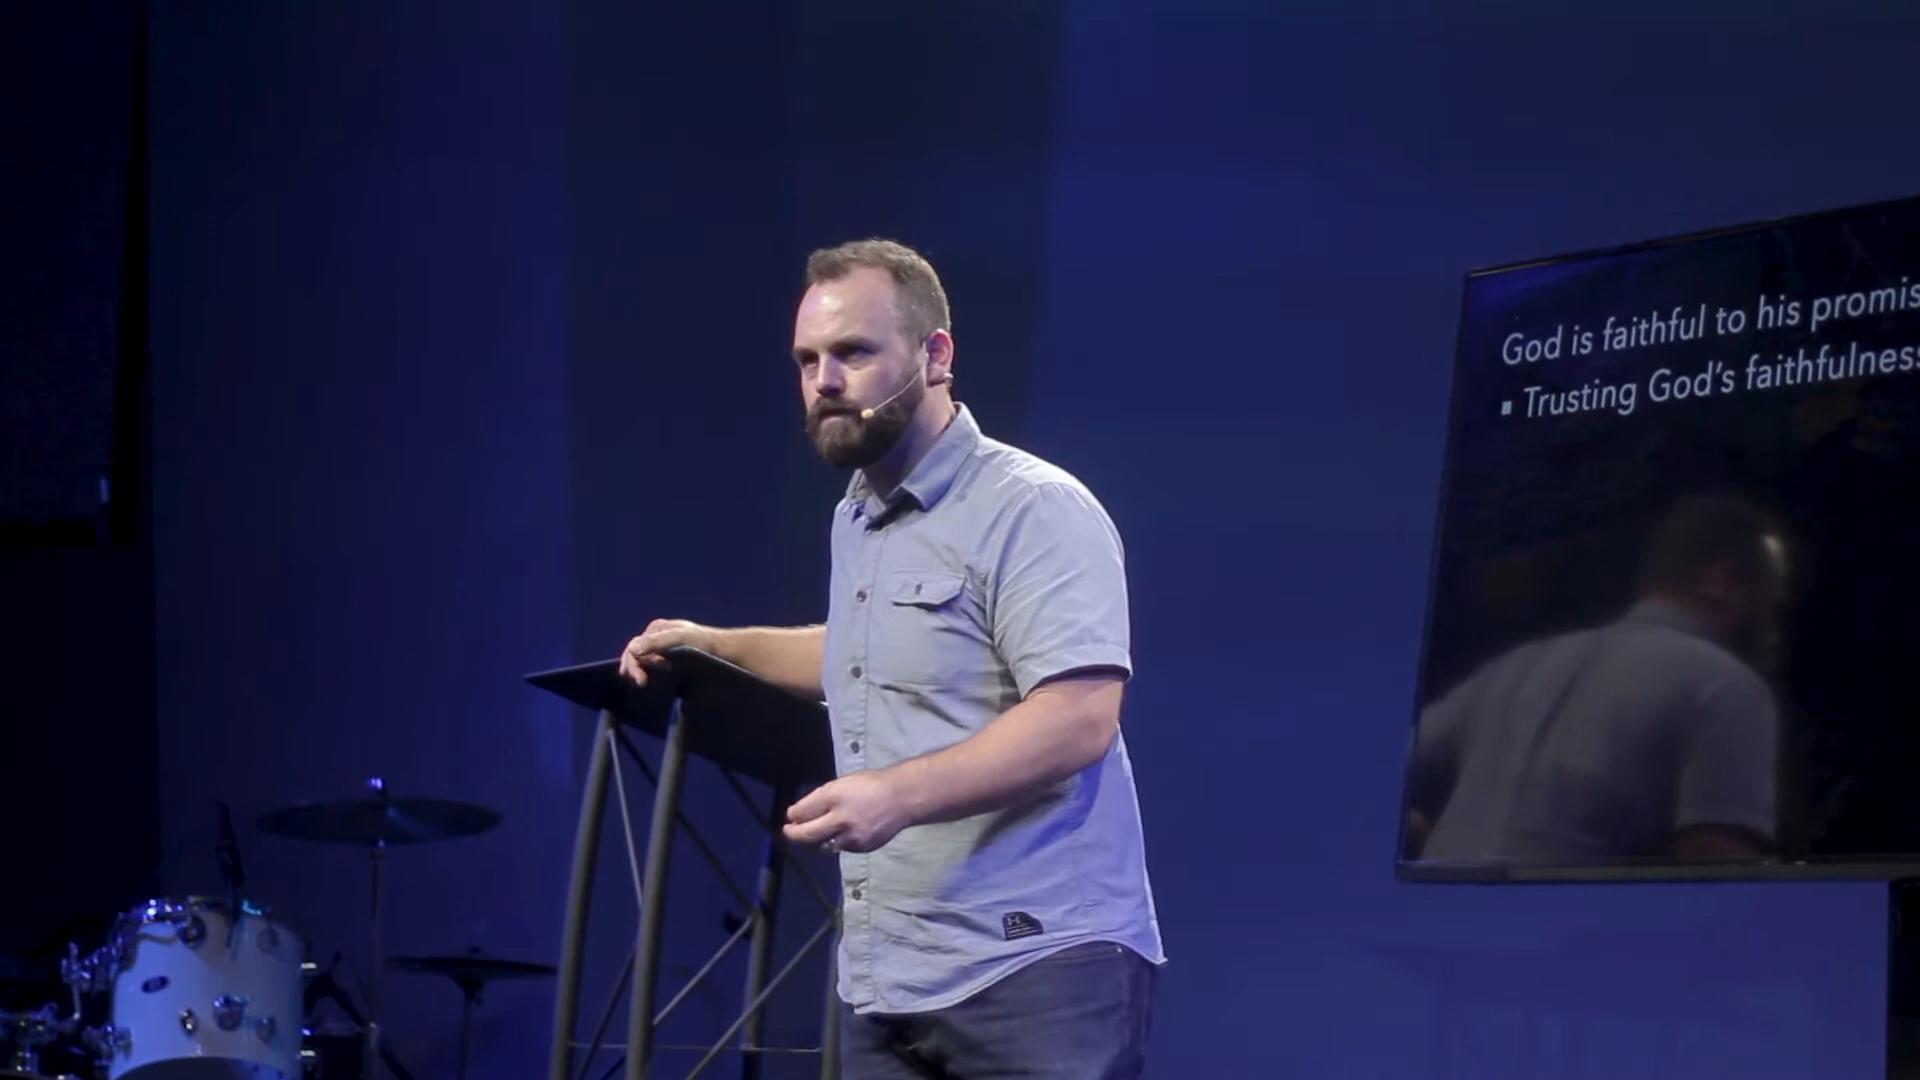 God is faithful to his promis
▪ Trusting God's faithfulness